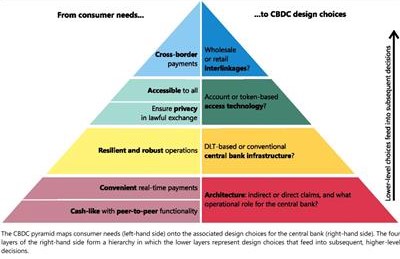 From consumer needs...
...to CBDC design choices
Cross-border
payments
Wholesale
or retail
interlinkages?
Accessible to all
Ensure privacy
in lawful exchange
Account or token-based
access technology?
Resilient and robust operations
DLT-based or conventional
central bank infrastructure?
Convenient real-time payments
Cash-like with peer-to-peer functionality
Architecture: indirect or direct claims, and what
operational role for the central bank?
Lower-level choices feed into subsequent decisions
The CBDC pyramid maps consumer needs (left-hand side) onto the associated design choices for the central bank (right-hand side). The four
layers of the right-hand side form a hierarchy in which the lower layers represent design choices that feed into subsequent, higher-level
decisions.